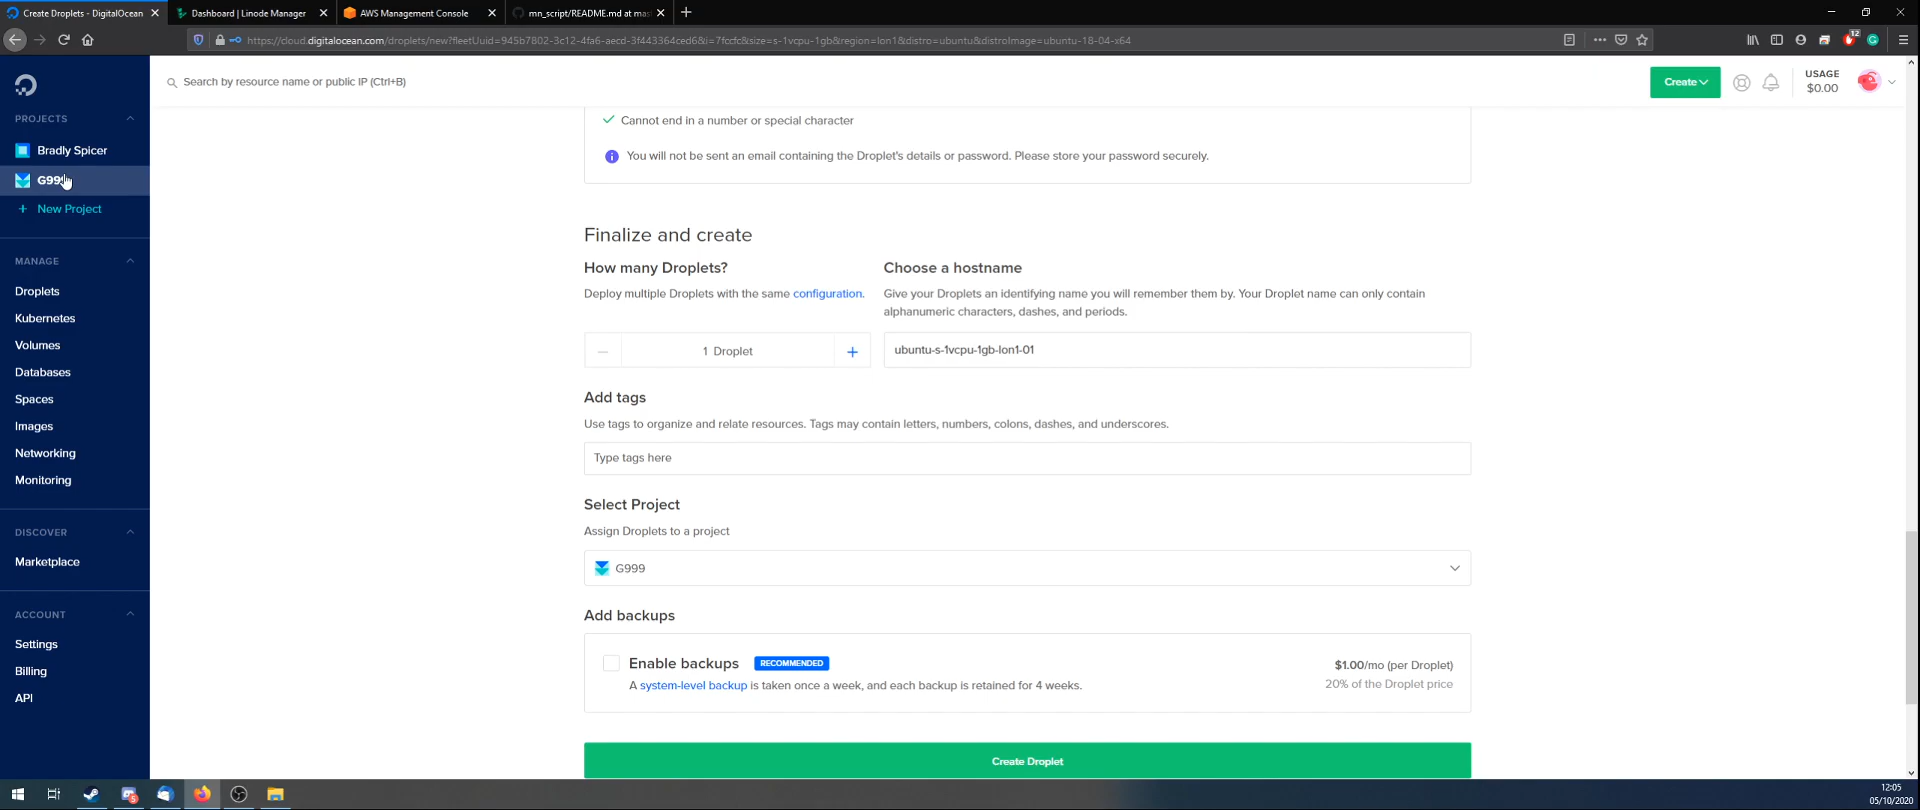 Create Droplets - DigitalOcean
Dashboard | Linode Manager
AWS Management Console
mn_script/README.md at mas
https://cloud.digitalocean.com/droplets/new?fleetUuid=945b7802-3c12-4fa6-aecd-3f443364ced6&i=7fccfc&size=s-1vcpu-1gb&region=lon1&distro=ubuntu&distroImage=ubuntu-18-04-x64
12
Search by resource name or public IP (Ctrl+B)
Create
USAGE
$0.00
PROJECTS
Bradly Spicer
G999
+ New Project
MANAGE
Droplets
Kubernetes
Volumes
Databases
Spaces
Images
Networking
Monitoring
DISCOVER
Marketplace
ACCOUNT
Settings
Billing
API
Cannot end in a number or special character
You will not be sent an email containing the Droplet's details or password. Please store your password securely.
Finalize and create
How many Droplets?
Deploy multiple Droplets with the same configuration.
1 Droplet
Choose a hostname
Give your Droplets an identifying name you will remember them by. Your Droplet name can only contain
alphanumeric characters, dashes, and periods.
ubuntu-s-1vcpu-1gb-lon1-01
Add tags
Use tags to organize and relate resources. Tags may contain letters, numbers, colons, dashes, and underscores.
Type tags here
Select Project
Assign Droplets to a project
G999
Add backups
Enable backups RECOMMENDED
$1.00/mo (per Droplet)
A system-level backup is taken once a week, and each backup is retained for 4 weeks.
20% of the Droplet price
Create Droplet
12:05
05/10/2020